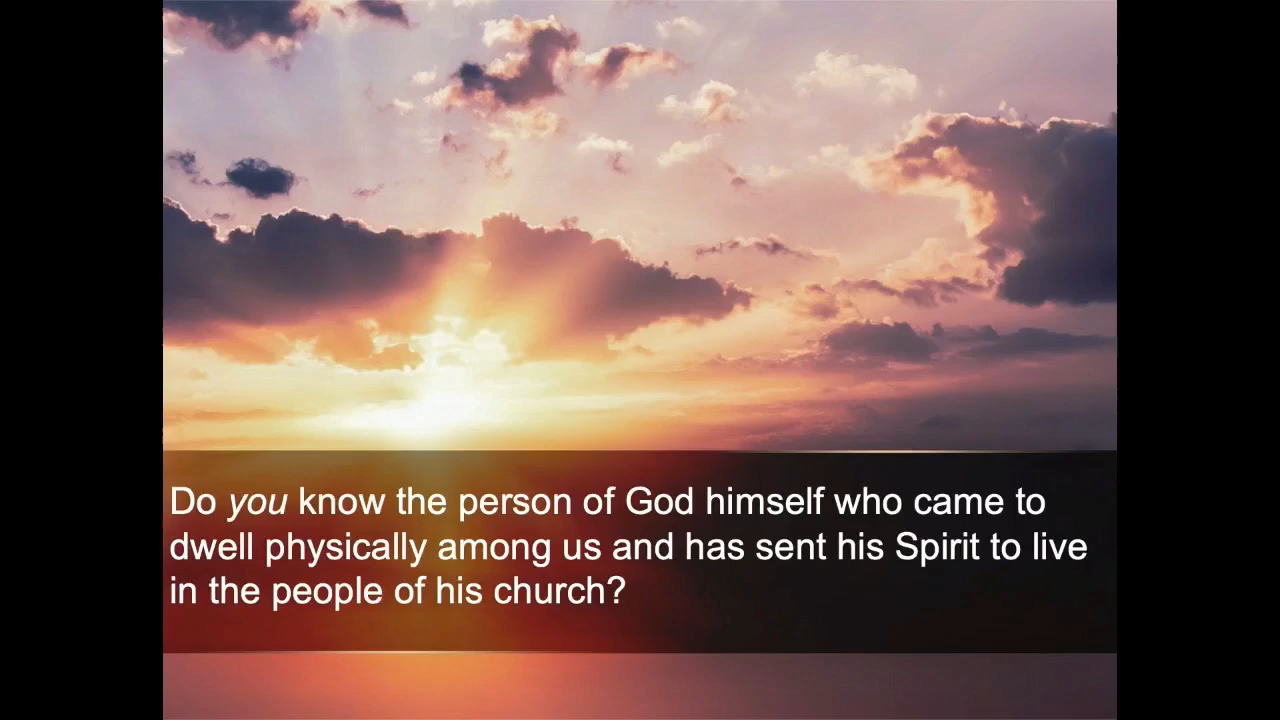 Do you know the person of God himself who came to
dwell physically among us and has sent his Spirit to live
in the people of his church?